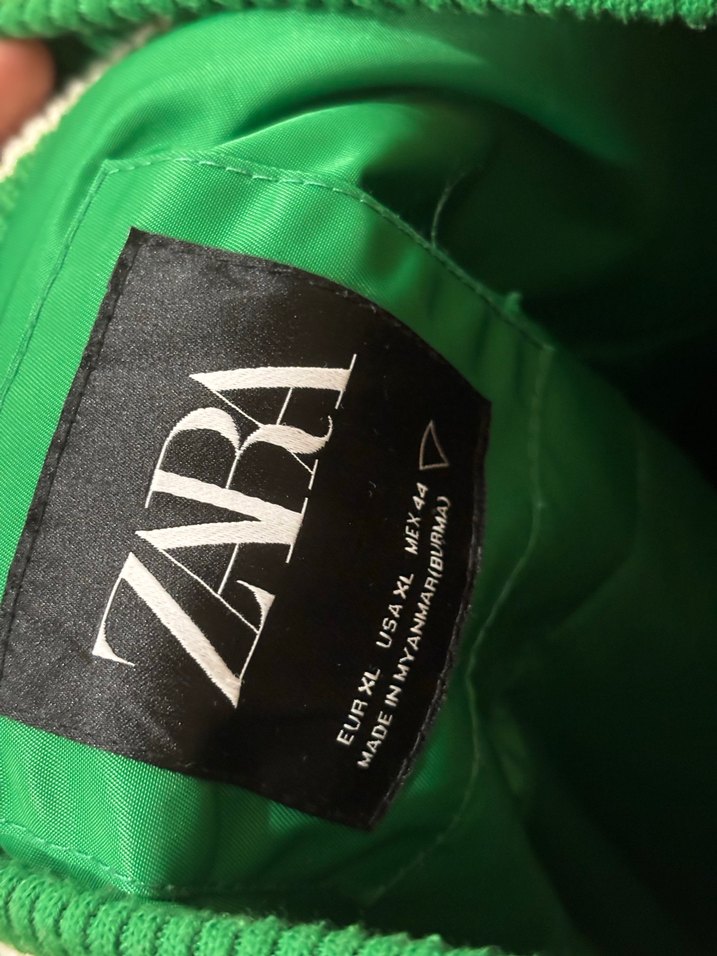 ZARA
EUR XL USA XL MEX 44
MADE IN MYANMAR(BURMA)